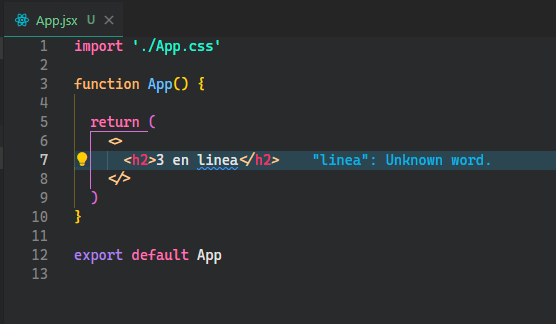 App.jsx U ×
1 import './App.css'
2
3 function App() {
4
5 return (
6 <>
7 <h2>3 en linea</h2> "linea": Unknown word.
8 </>
9 )
10 }
11
12 export default App
13